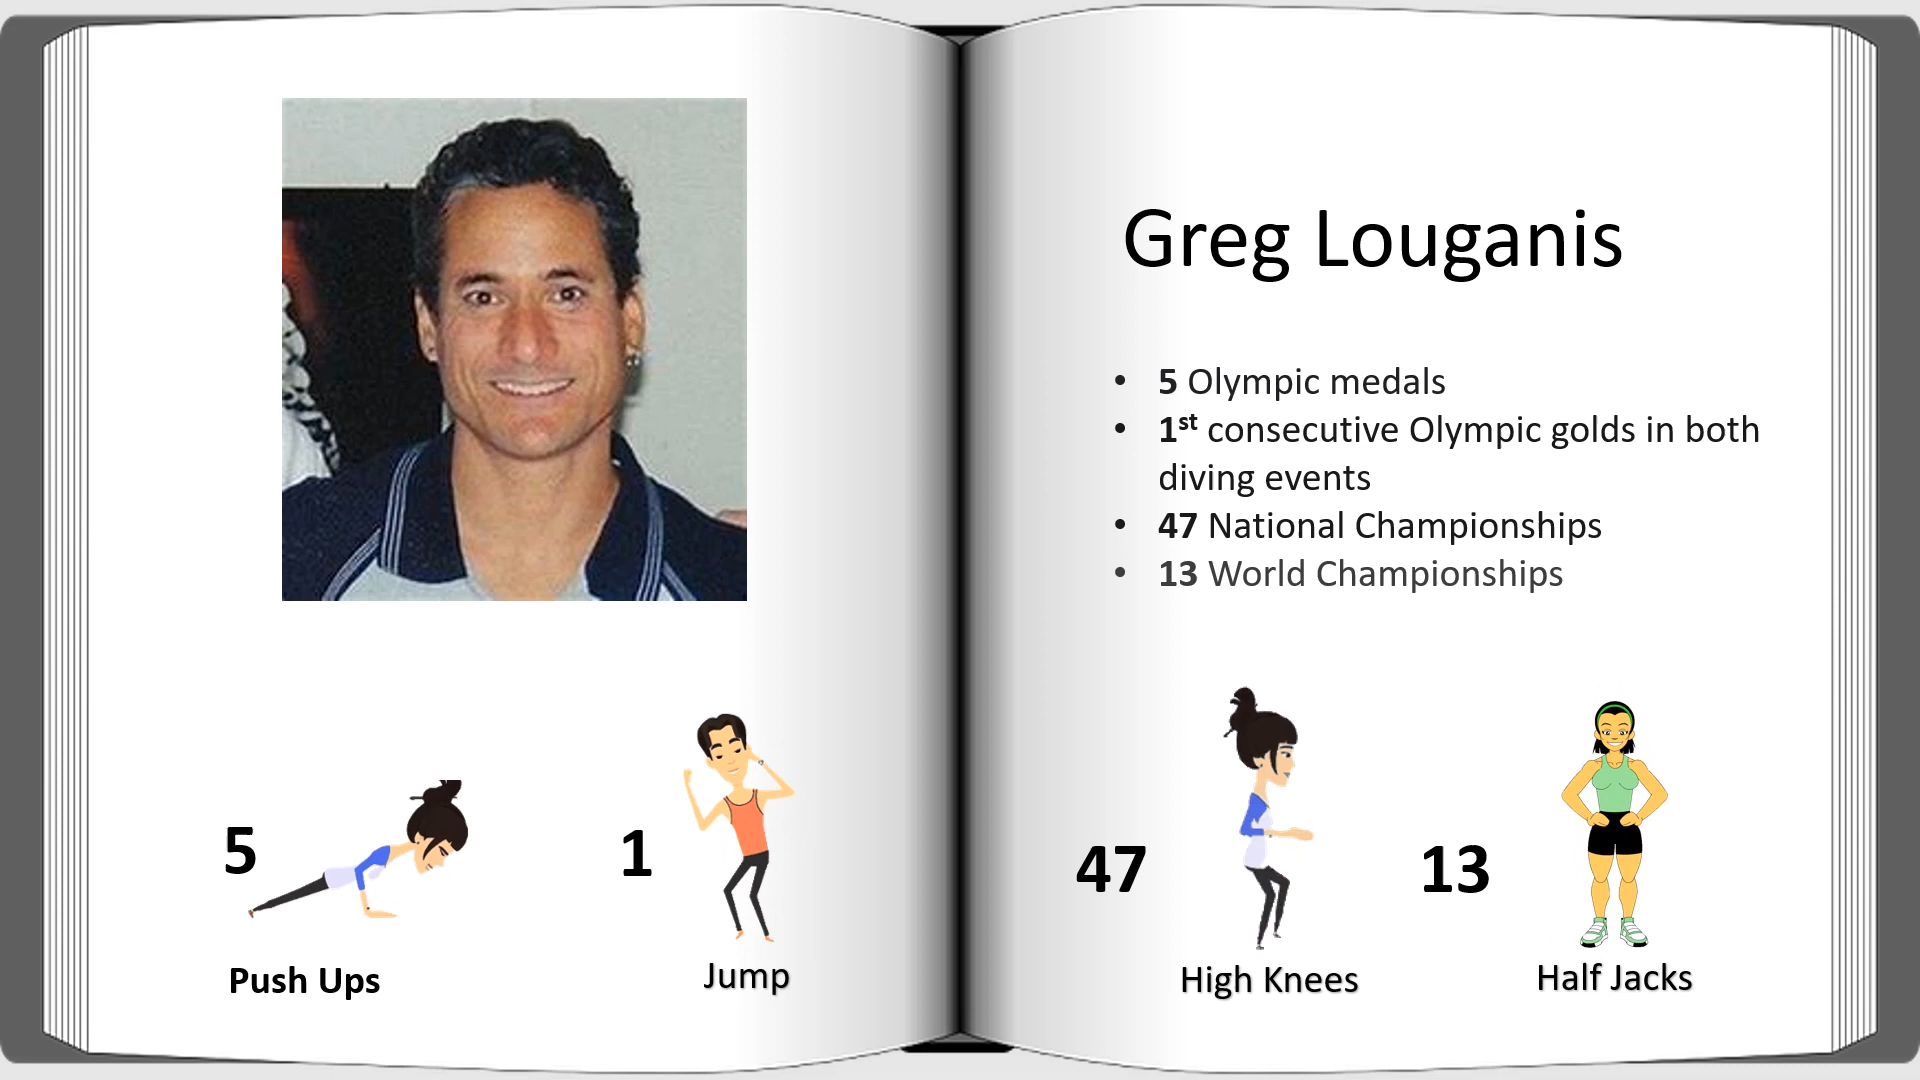 Greg Louganis
• 5 Olympic medals
• 1st consecutive Olympic golds in both
diving events
• 47 National Championships
• 13 World Championships
5
Push Ups
1
Jump
47
High Knees
13
Half Jacks